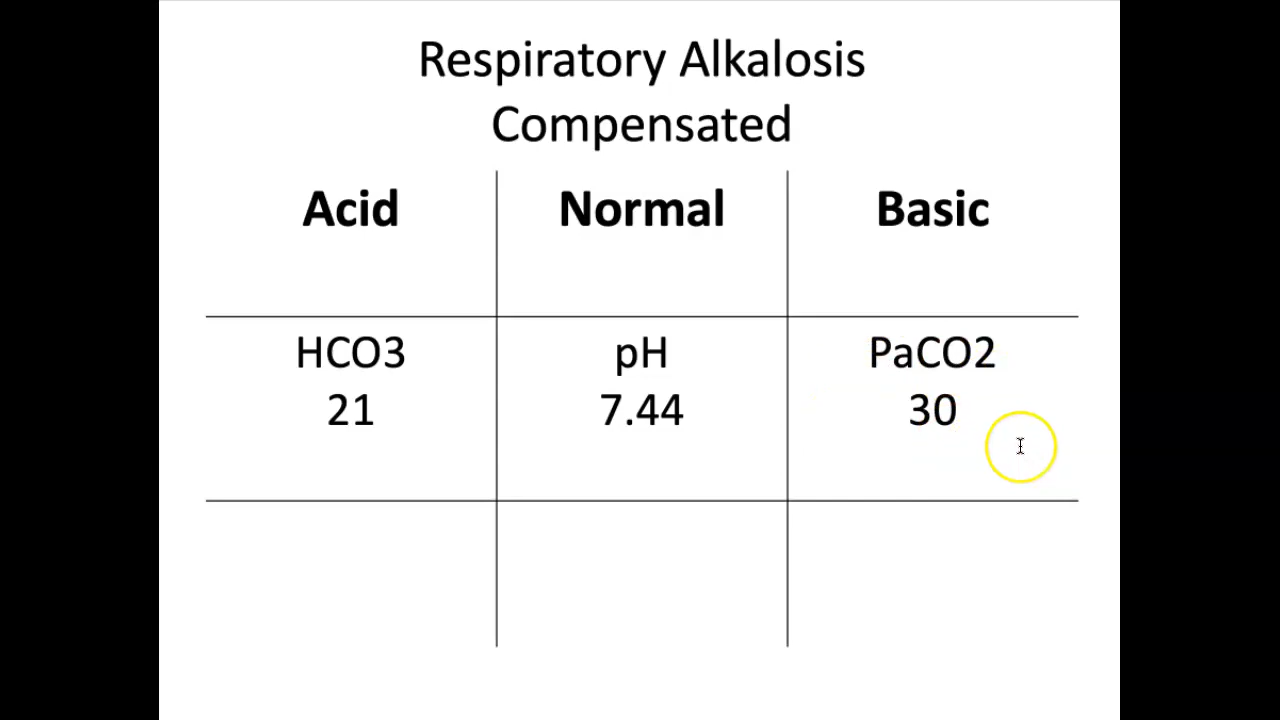 Respiratory Alkalosis
Compensated
Acid
Normal
Basic
HCO3
21
pH
7.44
PaCO2
30